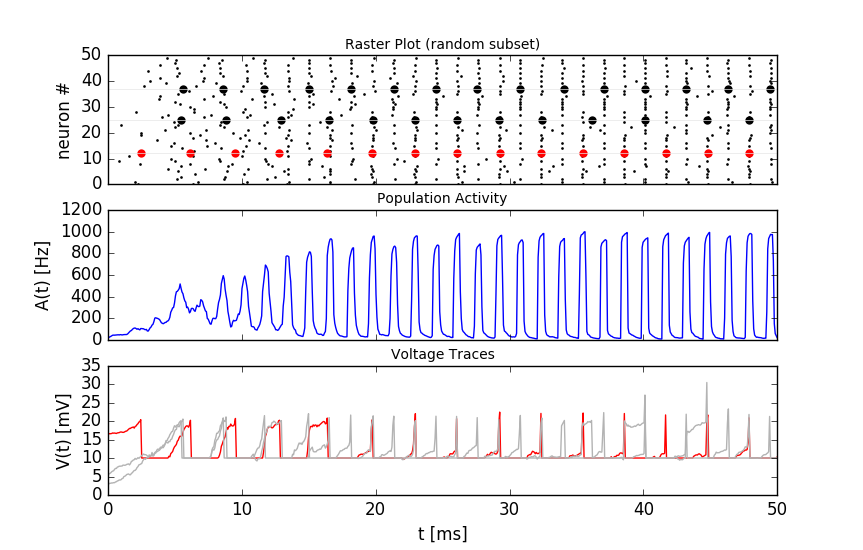 Raster Plot (random subset)
50
40
30
20
10
0
neuron #
Population Activity
1200
1000
800
600
400
200
0
A(t) [Hz]
Voltage Traces
35
30
25
20
15
10
5
0
V(t) [mV]
0 10 20 30 40 50
t [ms]